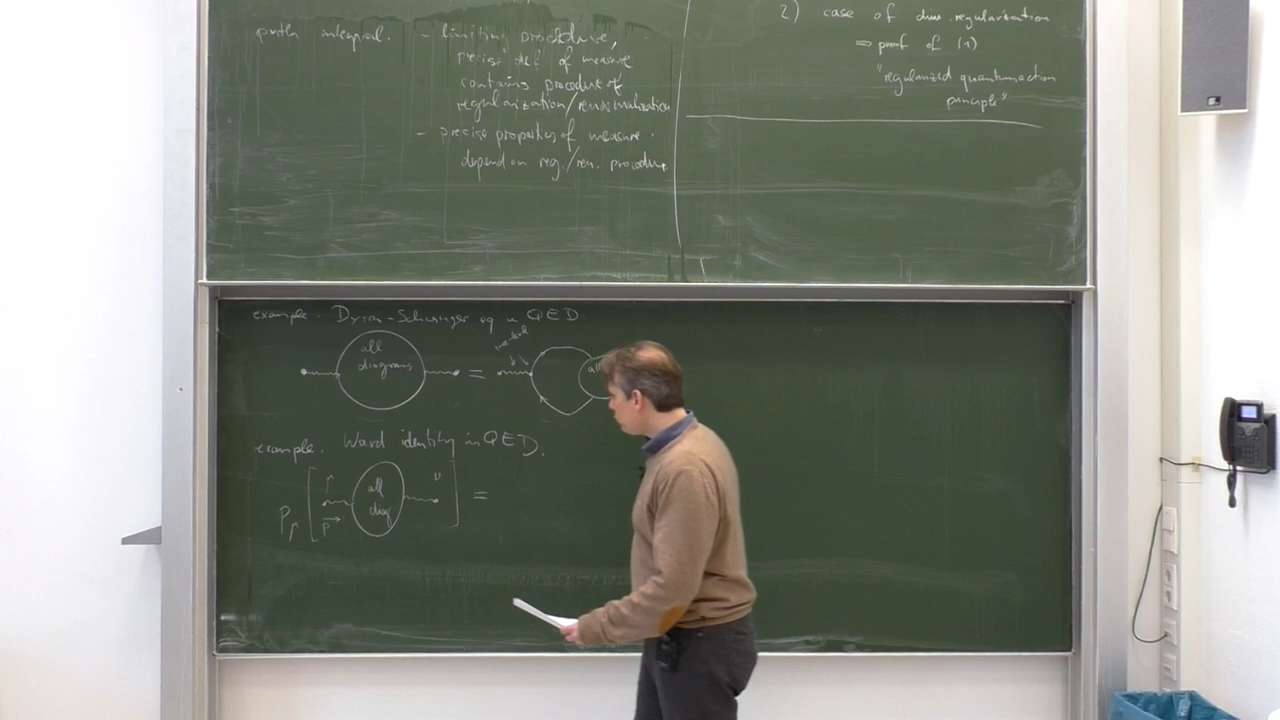 path integral. - limiting procedure,
precise def of measure
contains procedure of
regularization/renormalization
- precise properties of measure
depend on reg./ren. procedure
2) case of dim. regularization
⇒ proof of (1)
"regularized quantum action
principle"
example. Dyson-Schwinger eq in QED
all
diagrams
=
all
example. Ward identity in QED.
Pμ [ μ p→ all diag ν ] =